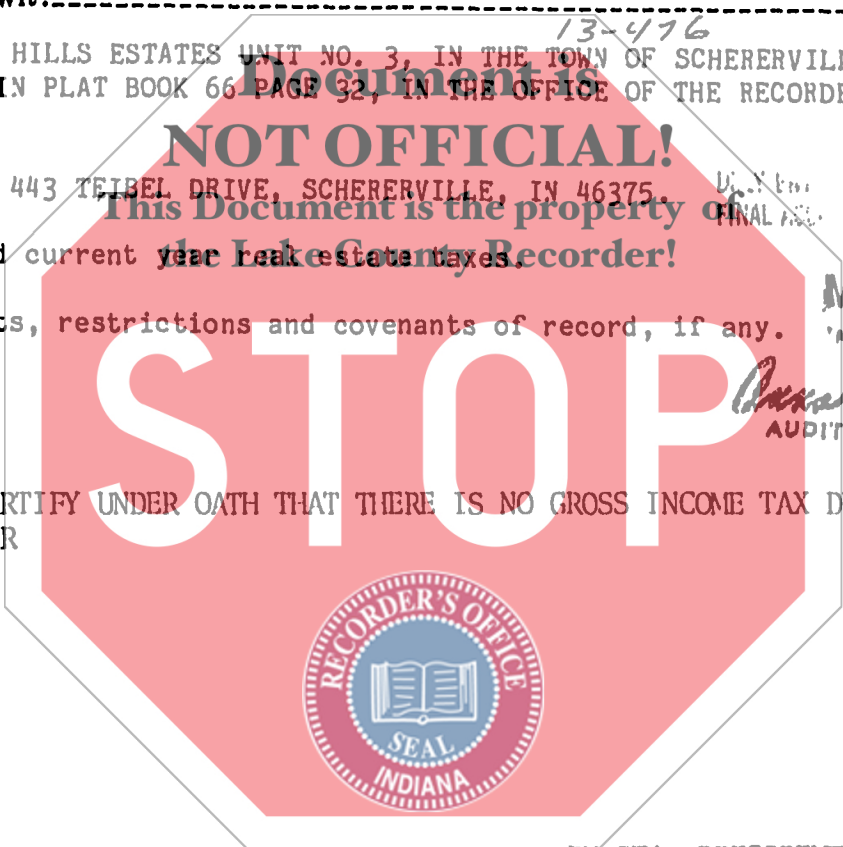 13-476
HILLS ESTATES UNIT NO. 3, IN THE TOWN OF SCHERERVILL
IN PLAT BOOK 66 PAGE 32, IN THE OFFICE OF THE RECORDE
Document is
NOT OFFICIAL!
443 TEIBEL DRIVE, SCHERERVILLE, IN 46375.
This Document is the property of
FINAL
current year real estate taxes.
the Lake County Recorder!
restrictions and covenants of record, if any.
STOP
AUDIT
RTIFY UNDER OATH THAT THERE IS NO GROSS INCOME TAX D
R
RECORDER'S OFFICE
SEAL
INDIANA